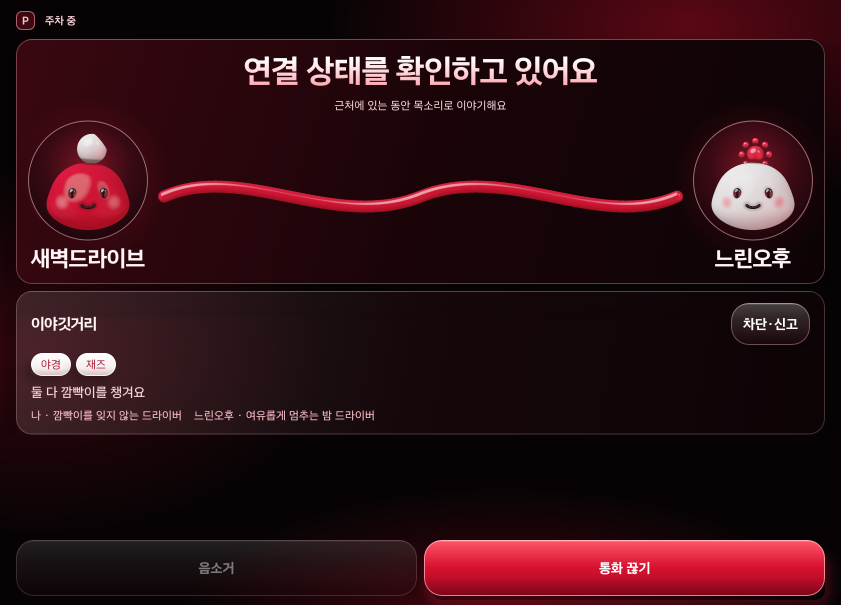 P 주차 중
연결 상태를 확인하고 있어요
근처에 있는 동안 목소리로 이야기해요
새벽드라이브
느린오후
이야깃거리
차단·신고
야경 재즈
둘 다 깜빡이를 챙겨요
나 · 깜빡이를 잊지 않는 드라이버 느린오후 · 여유롭게 멈추는 밤 드라이버
음소거
통화 끊기